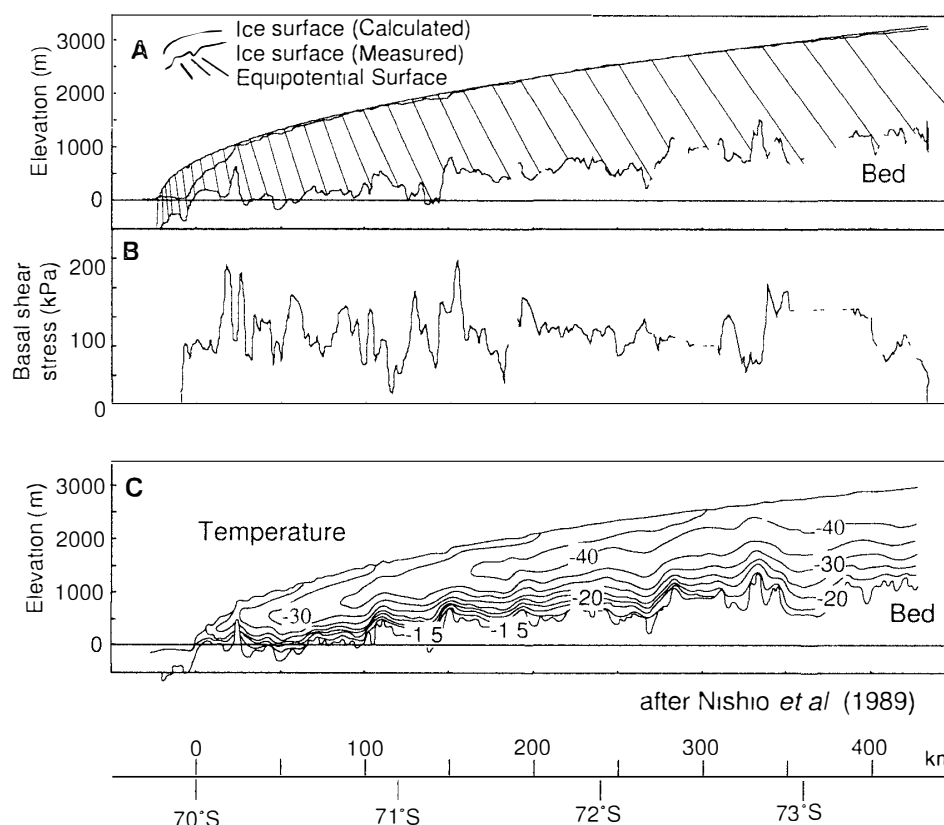 A
Ice surface (Calculated)
Ice surface (Measured)
Equipotential Surface
Elevation (m)
3000
2000
1000
0
Bed
B
Basal shear
stress (kPa)
200
100
0
C
Temperature
Elevation (m)
3000
2000
1000
0
-40
-40
-30
-30
-20
-20
-1 5
-1 5
Bed
after Nishio et al (1989)
0 100 200 300 400 km
70°S 71°S 72°S 73°S